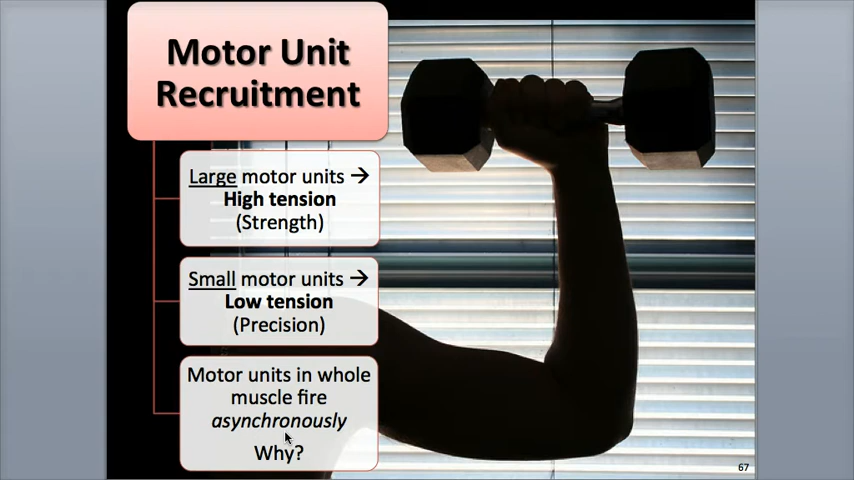 Motor Unit
Recruitment
Large motor units →
High tension
(Strength)
Small motor units →
Low tension
(Precision)
Motor units in whole
muscle fire
asynchronously
Why?
67